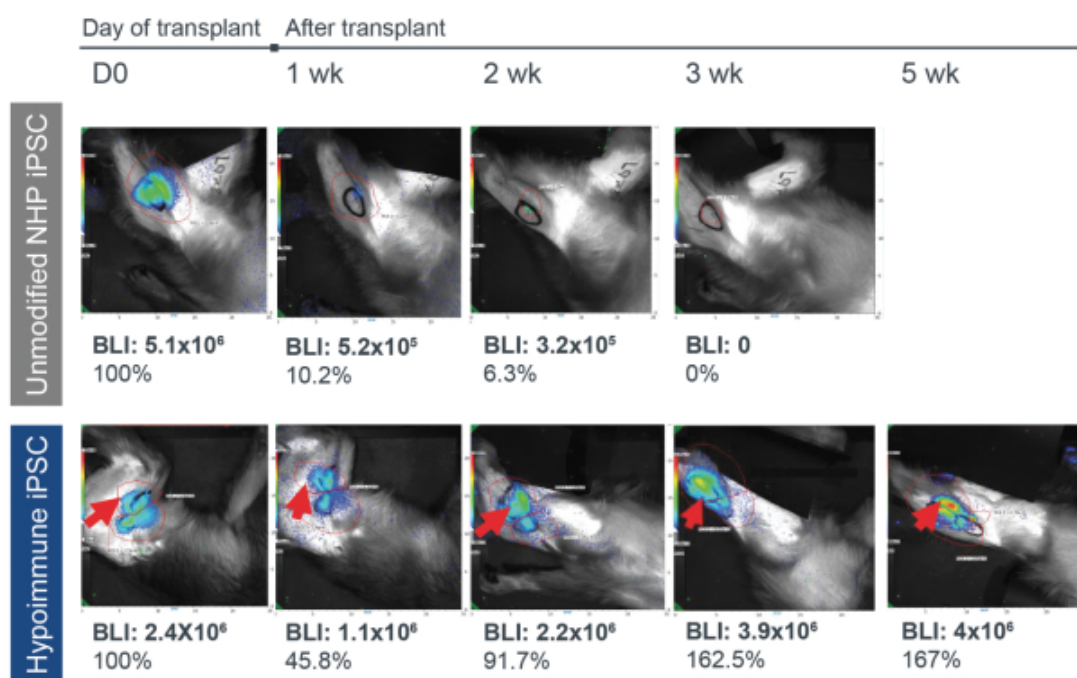 Day of transplant After transplant
D0 1 wk 2 wk 3 wk 5 wk
Unmodified NHP iPSC
BLI: 5.1x10⁶ BLI: 5.2x10⁵ BLI: 3.2x10⁵ BLI: 0
100% 10.2% 6.3% 0%
Hypoimmune iPSC
BLI: 2.4X10⁶ BLI: 1.1x10⁶ BLI: 2.2x10⁶ BLI: 3.9x10⁶ BLI: 4x10⁶
100% 45.8% 91.7% 162.5% 167%